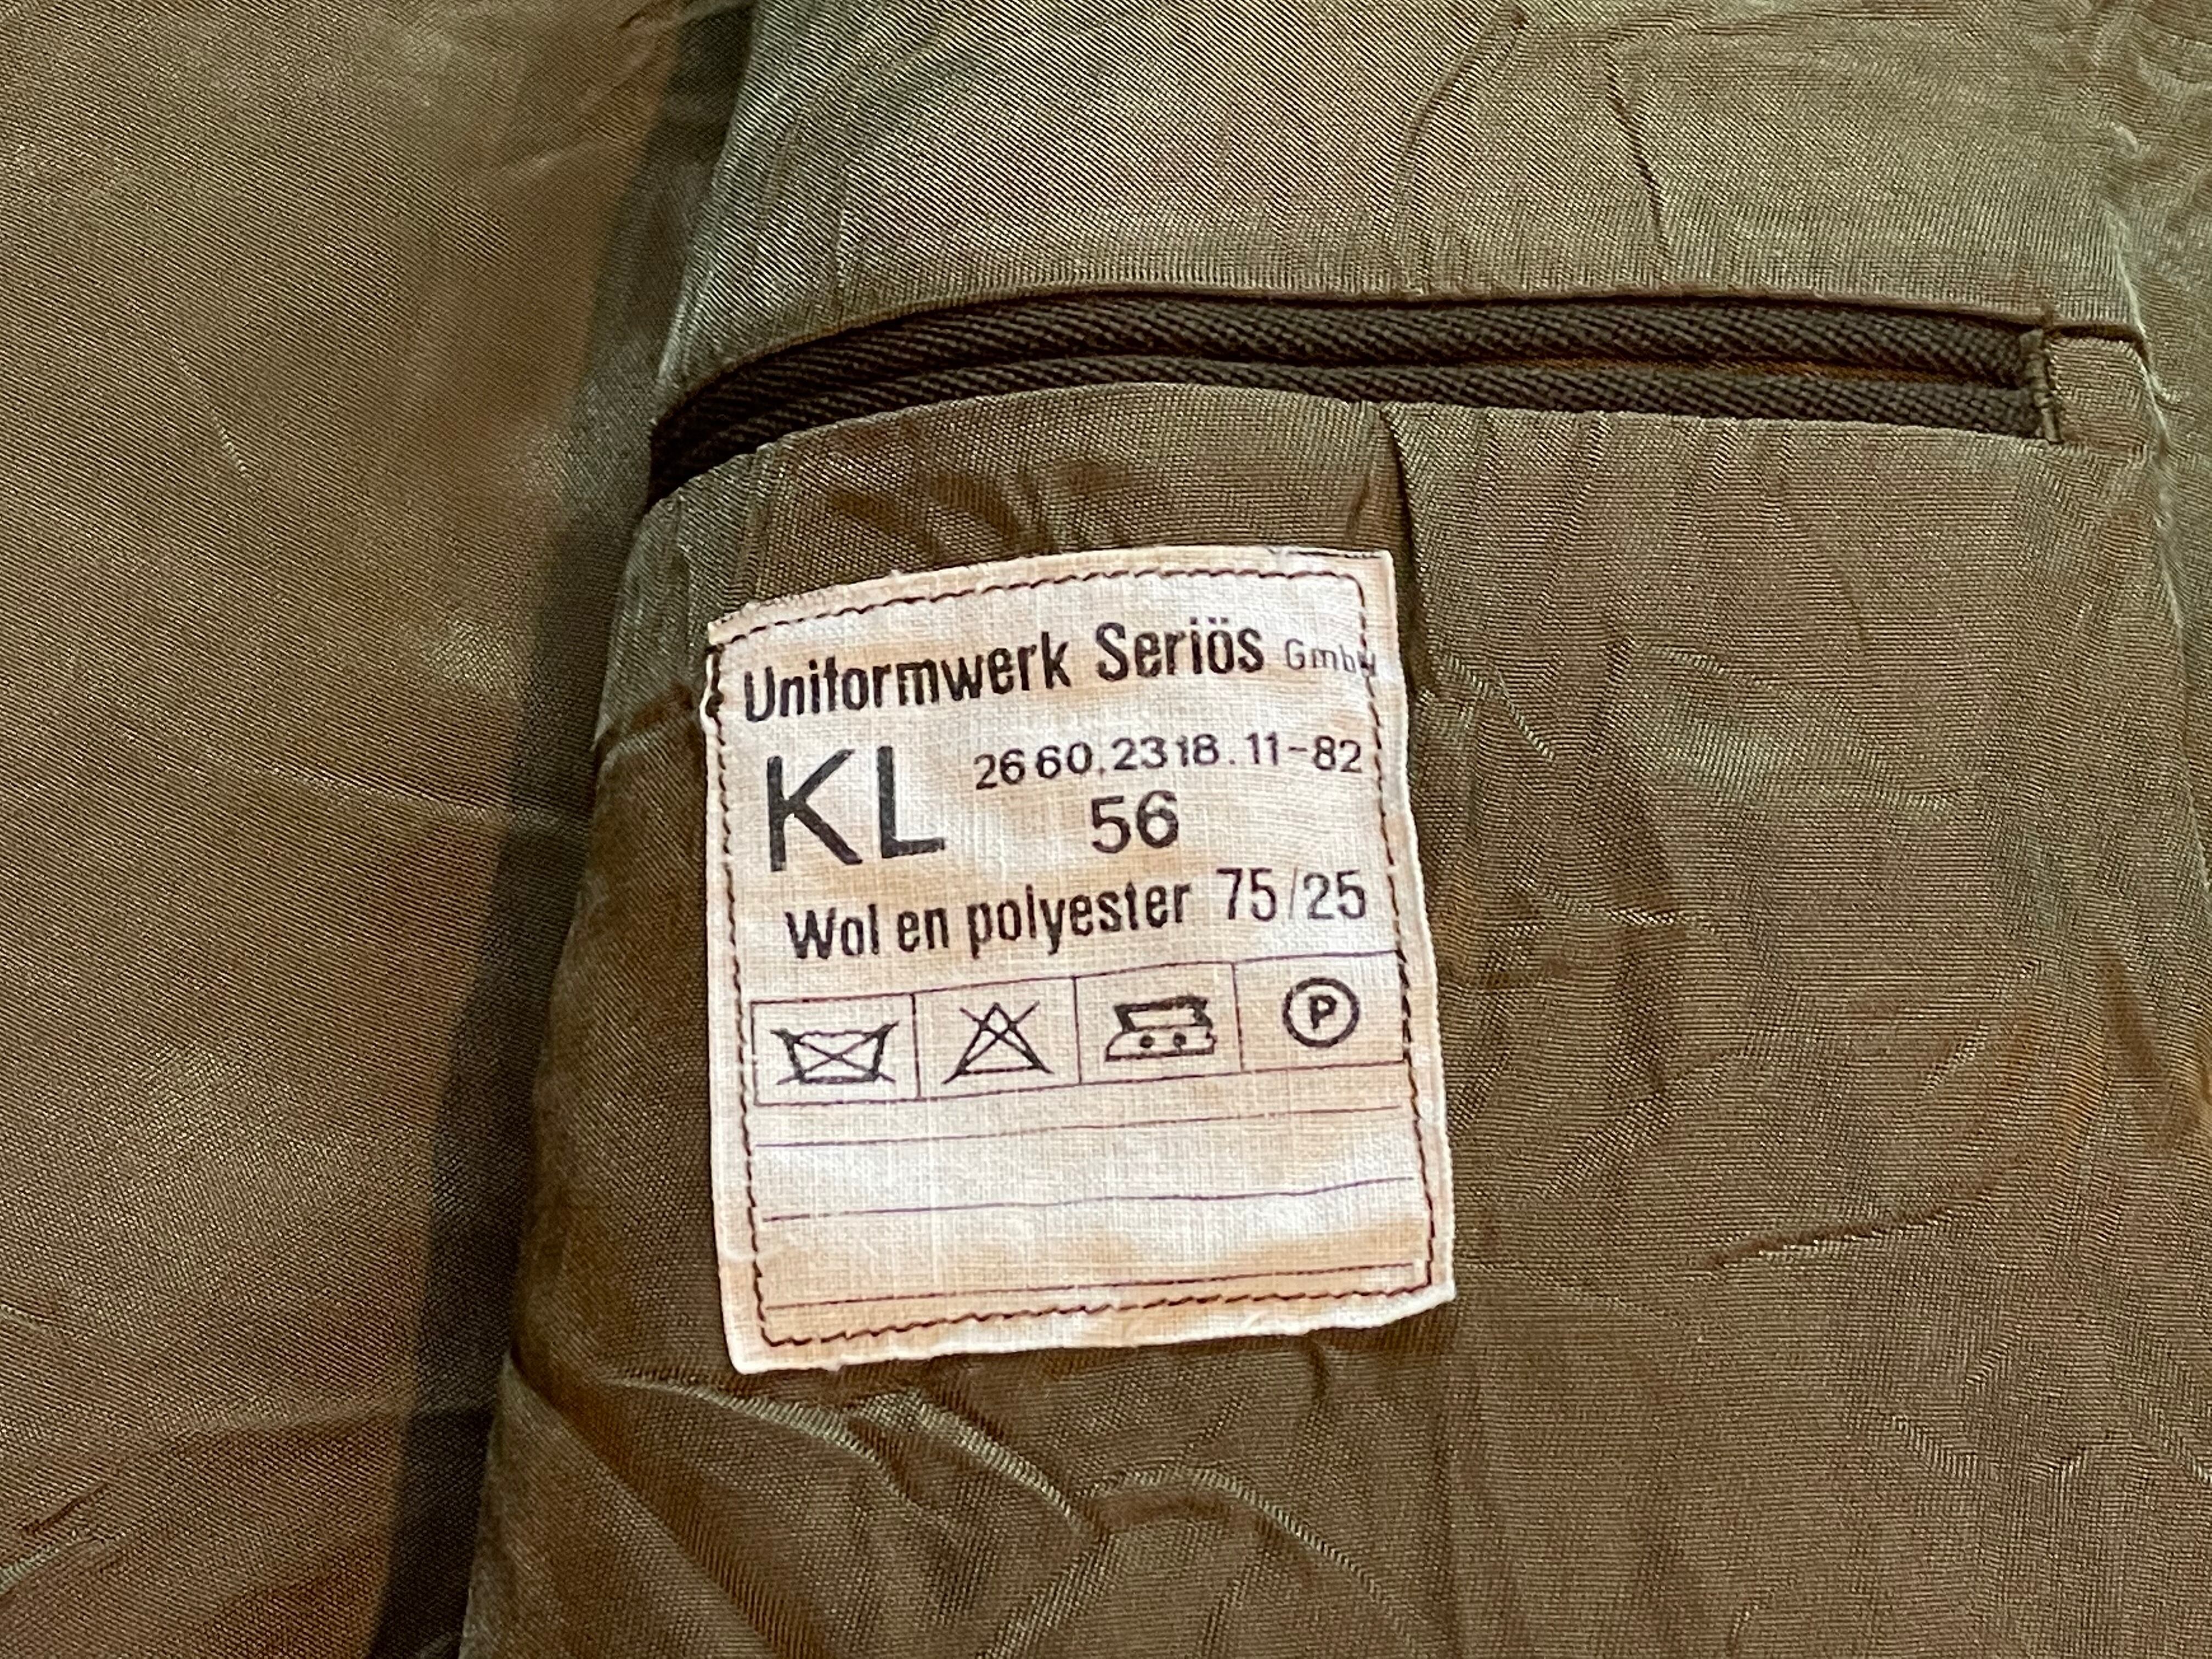 Uniformwerk Seriös GmbH
KL 2660.2318.11-82
56
Wol en polyester 75/25
P